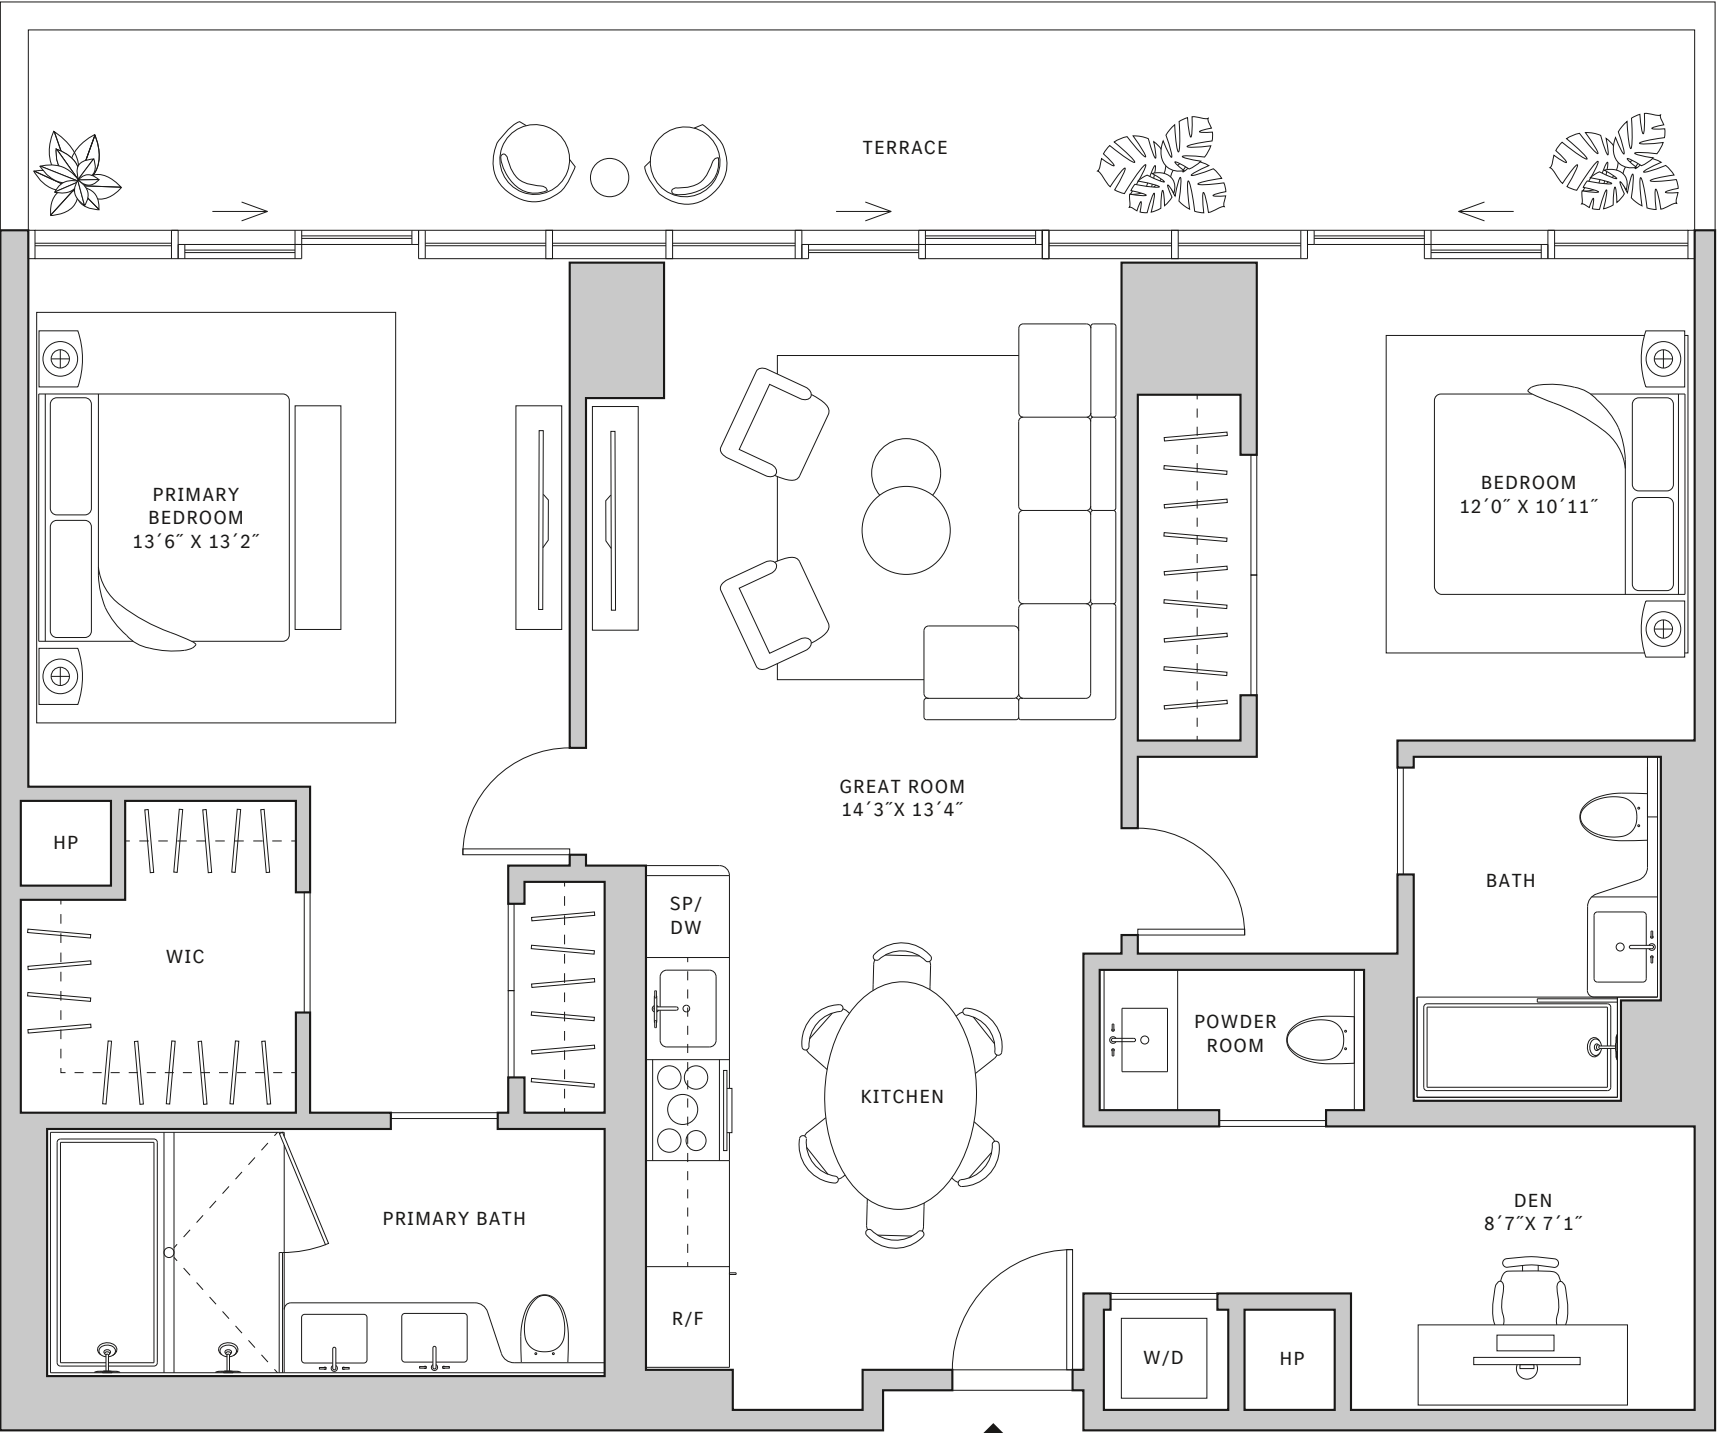 TERRACE
PRIMARY
BEDROOM
13´6˝ X 13´2˝
BEDROOM
12´0˝ X 10´11˝
GREAT ROOM
14´3˝X 13´4˝
HP
WIC
SP/
DW
BATH
POWDER
ROOM
KITCHEN
PRIMARY BATH
DEN
8´7˝X 7´1˝
R/F
W/D
HP